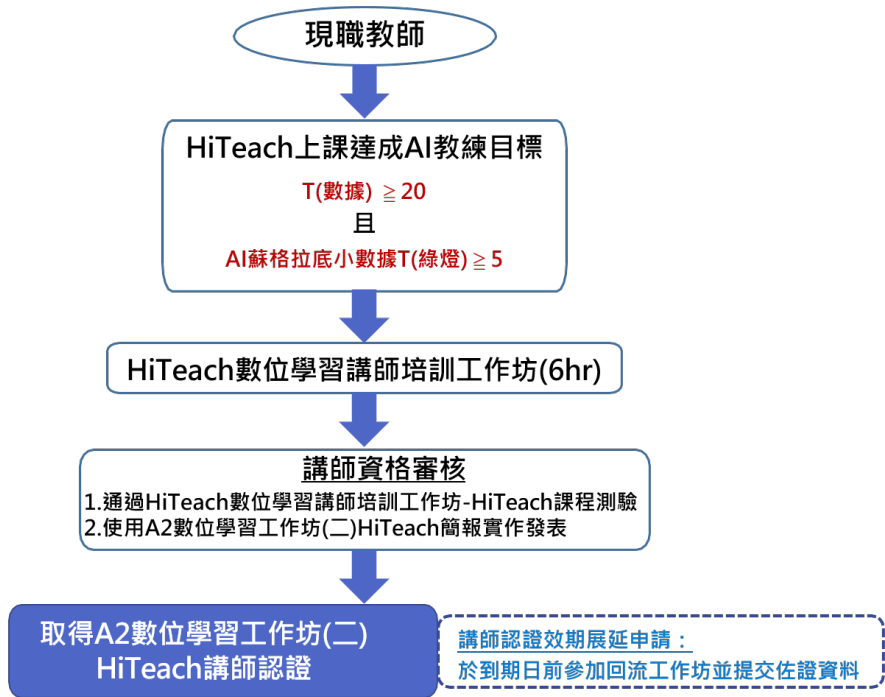 現職教師
HiTeach上課達成AI教練目標
T(數據) ≧20
且
AI蘇格拉底小數據T(綠燈)≧5
HiTeach數位學習講師培訓工作坊(6hr)
講師資格審核
1.通過HiTeach數位學習講師培訓工作坊-HiTeach課程測驗
2.使用A2數位學習工作坊(二)HiTeach簡報實作發表
取得A2數位學習工作坊(二)
HiTeach講師認證
講師認證效期展延申請：
於到期日前參加回流工作坊並提交佐證資料